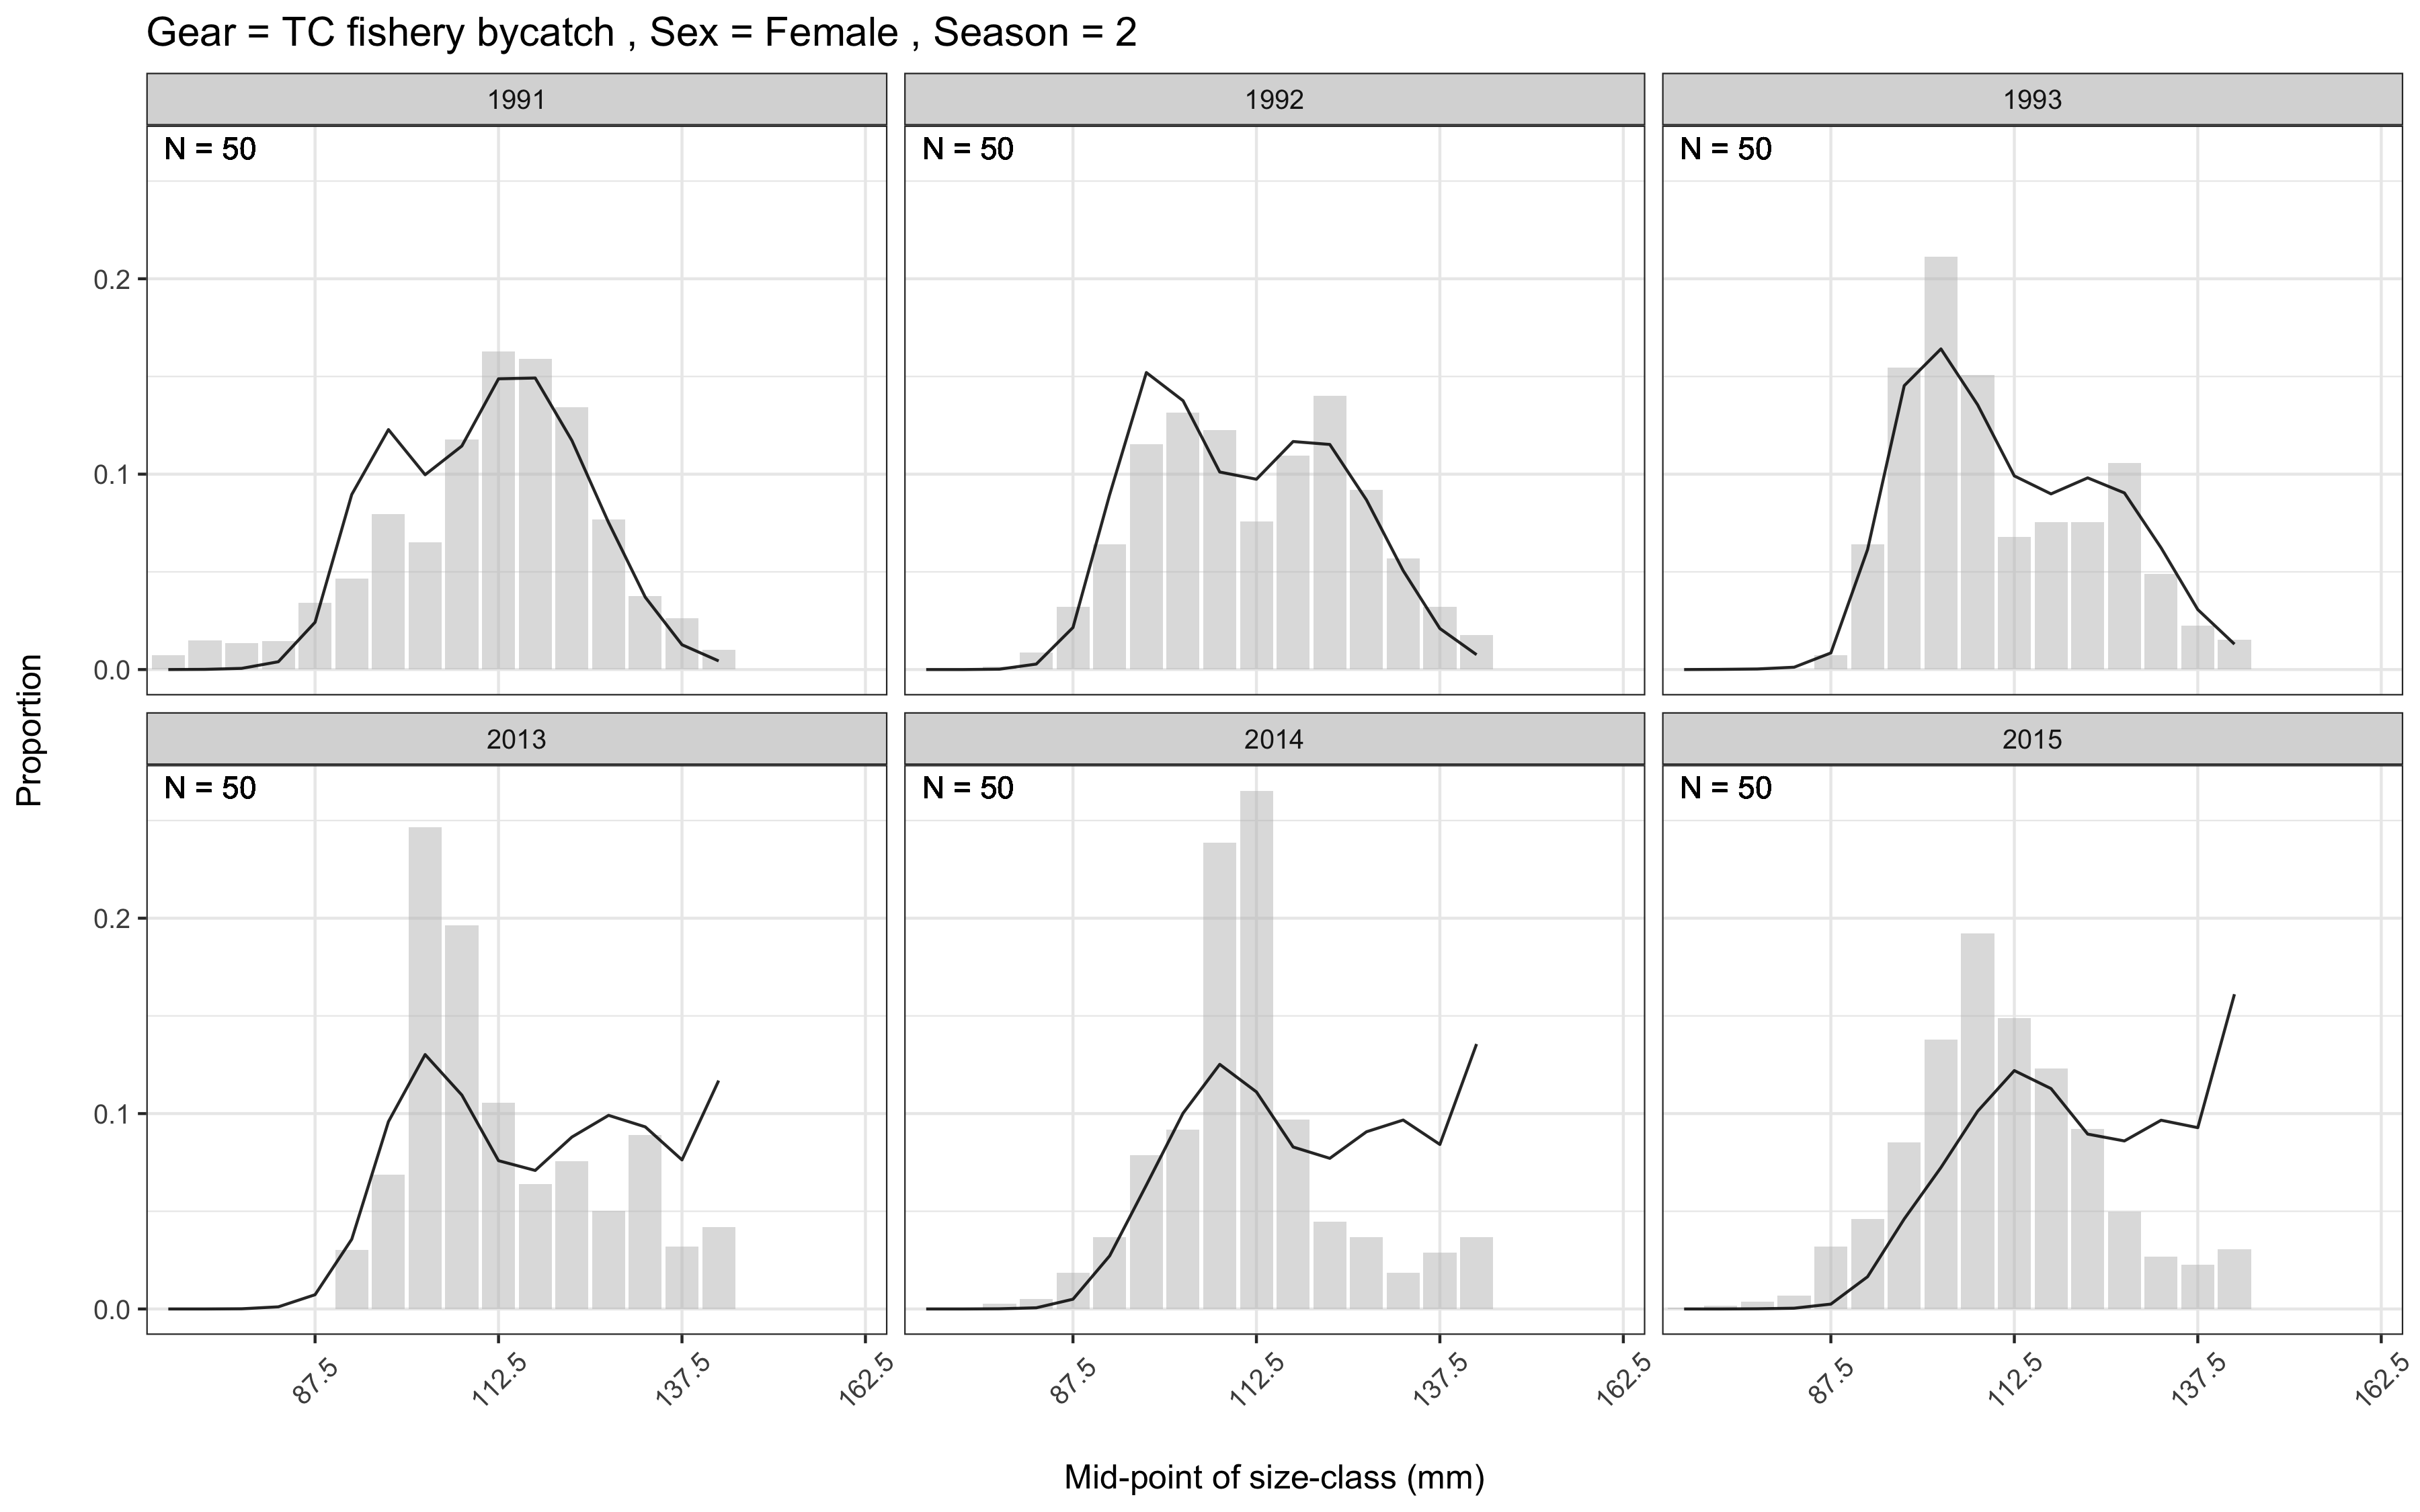 Gear = TC fishery bycatch , Sex = Female , Season = 2
1991
1992
1993
N = 50
N = 50
N = 50
0.2
0.1
0.0
2013
2014
2015
N = 50
N = 50
N = 50
0.2
0.1
0.0
Proportion
87.5
112.5
137.5
162.5
87.5
112.5
137.5
162.5
87.5
112.5
137.5
162.5
Mid-point of size-class (mm)